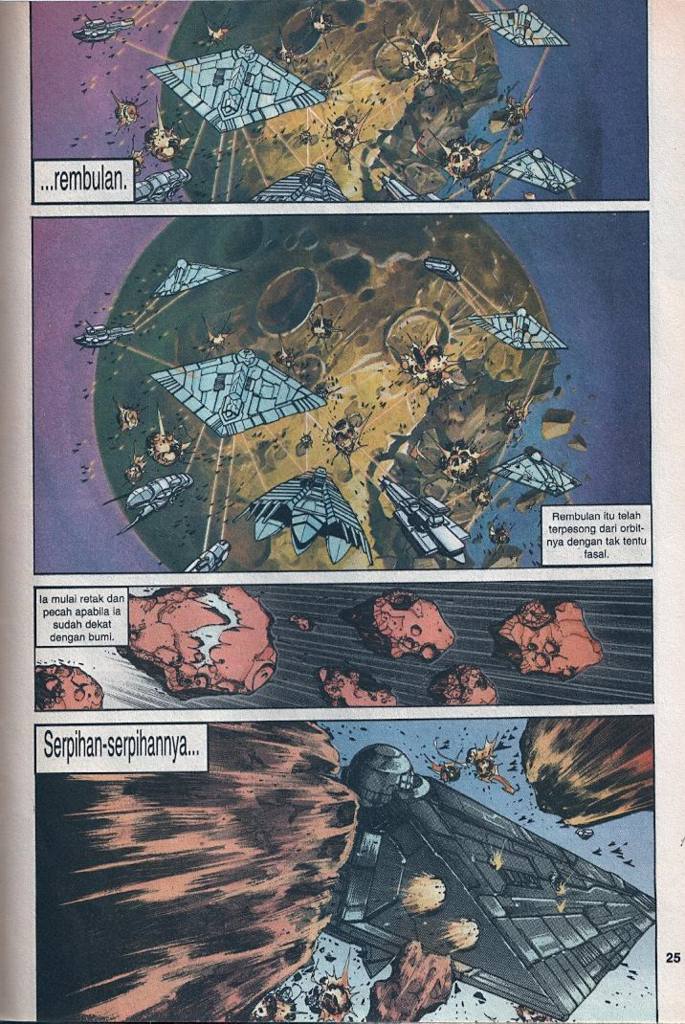 ...rembulan.
Rembulan itu telah
terpesong dari orbit-
nya dengan tak tentu
fasal.
Ia mulai retak dan
pecah apabila ia
sudah dekat
dengan bumi.
Serpihan-serpihannya...
25